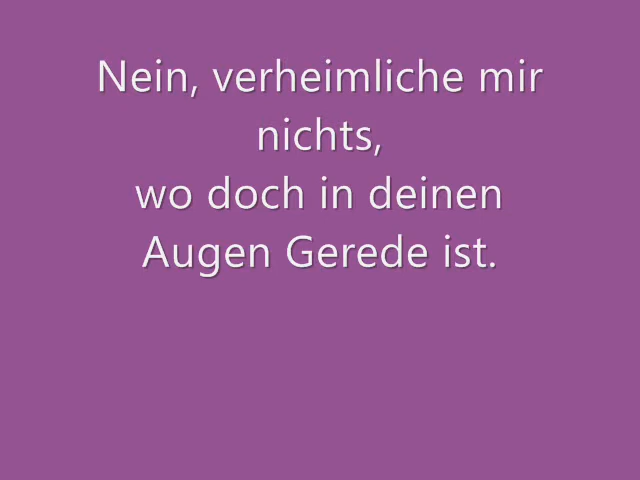 Nein, verheimliche mir
nichts,
wo doch in deinen
Augen Gerede ist.